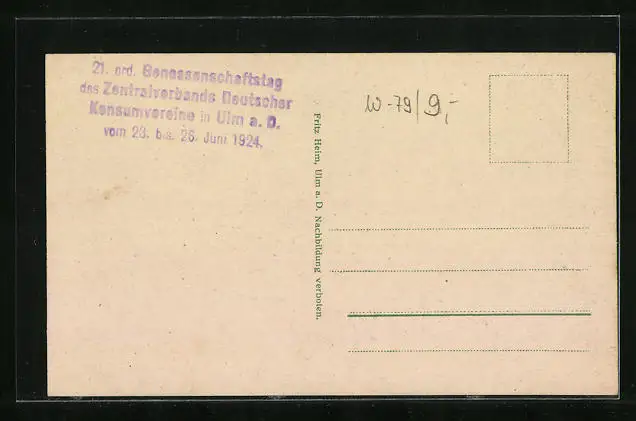 21. ord. Genossenschaftstag
des Zentralverbands Deutscher
Konsumvereine in Ulm a. D.
vom 23. bis 26. Juni 1924.
W-79/9,-
Fritz Heim, Ulm a. D. Nachbildung verboten.